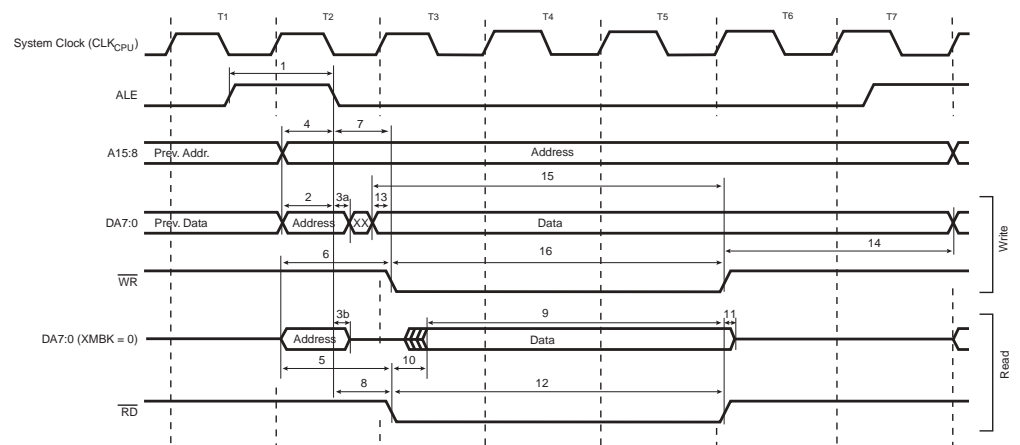 T1 T2 T3 T4 T5 T6 T7
System Clock (CLKCPU)
1
ALE
4 7
A15:8 Prev. Addr. Address
15
2 3a 13
DA7:0 Prev. Data Address XX Data
14
6 16
WR
Write
3b 9 11
DA7:0 (XMBK = 0) Address Data
5 10
8 12
RD
Read